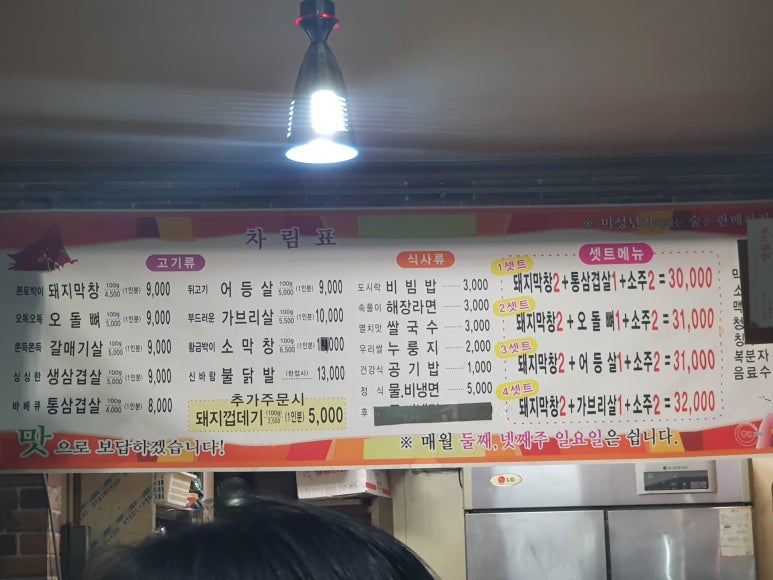 차림표
※ 미성년자에게는 술을 판매하지
고기류
본토박이 돼지막창 100g 4,500 (1인분) 9,000
오독오독 오돌뼈 100g 5,000 (1인분) 9,000
쫀득쫀득 갈매기살 100g 5,000 (1인분) 9,000
싱싱한 생삼겹살 100g 5,000 (1인분) 9,000
바베큐 통삼겹살 100g 4,000 (1인분) 8,000
뒤고기 어등살 100g 5,000 (1인분) 9,000
부드러운 가브리살 100g 5,500 (1인분) 10,000
황금박이 소막창 100g 6,500 (1인분)
신바람 불닭발 (한접시) 13,000
추가주문시
돼지껍데기 (100g) 2,500 (1인분) 5,000
식사류
도시락 비빔밥 3,000
속풀이 해장라면 3,000
멸치맛 쌀국수 3,000
우리쌀 누룽지 2,000
건강식 공기밥 1,000
정식 물.비냉면 5,000
후
셋트메뉴
1셋트
돼지막창2+통삼겹살1+소주2 = 30,000
2셋트
돼지막창2+오돌뼈1+소주2 = 31,000
3셋트
돼지막창2+어등살1+소주2 = 31,000
4셋트
돼지막창2+가브리살1+소주2 = 32,000
복분자
음료수
맛으로 보답하겠습니다!
※ 매월 둘째, 넷째주 일요일은 쉽니다.
LG